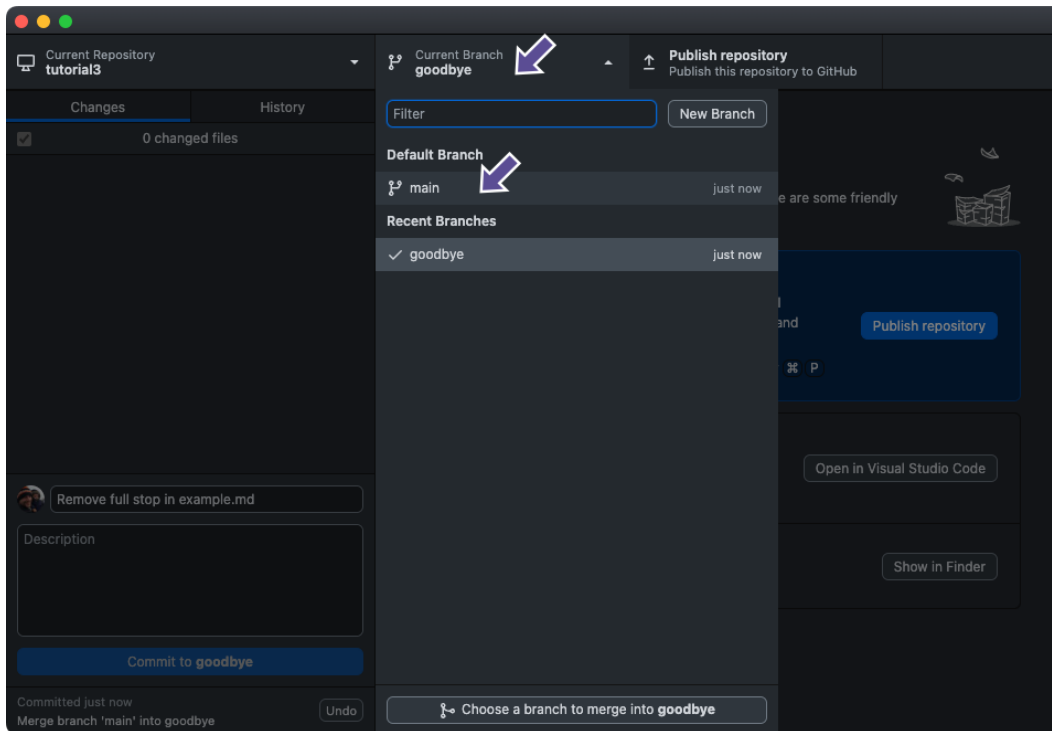 Current Repository
tutorial3
Current Branch
goodbye
Publish repository
Publish this repository to GitHub
Changes
History
0 changed files
Filter
New Branch
Default Branch
main
just now
Recent Branches
goodbye
just now
e are some friendly
and
Publish repository
⌘ P
Open in Visual Studio Code
Show in Finder
Remove full stop in example.md
Description
Commit to goodbye
Committed just now
Merge branch 'main' into goodbye
Undo
Choose a branch to merge into goodbye